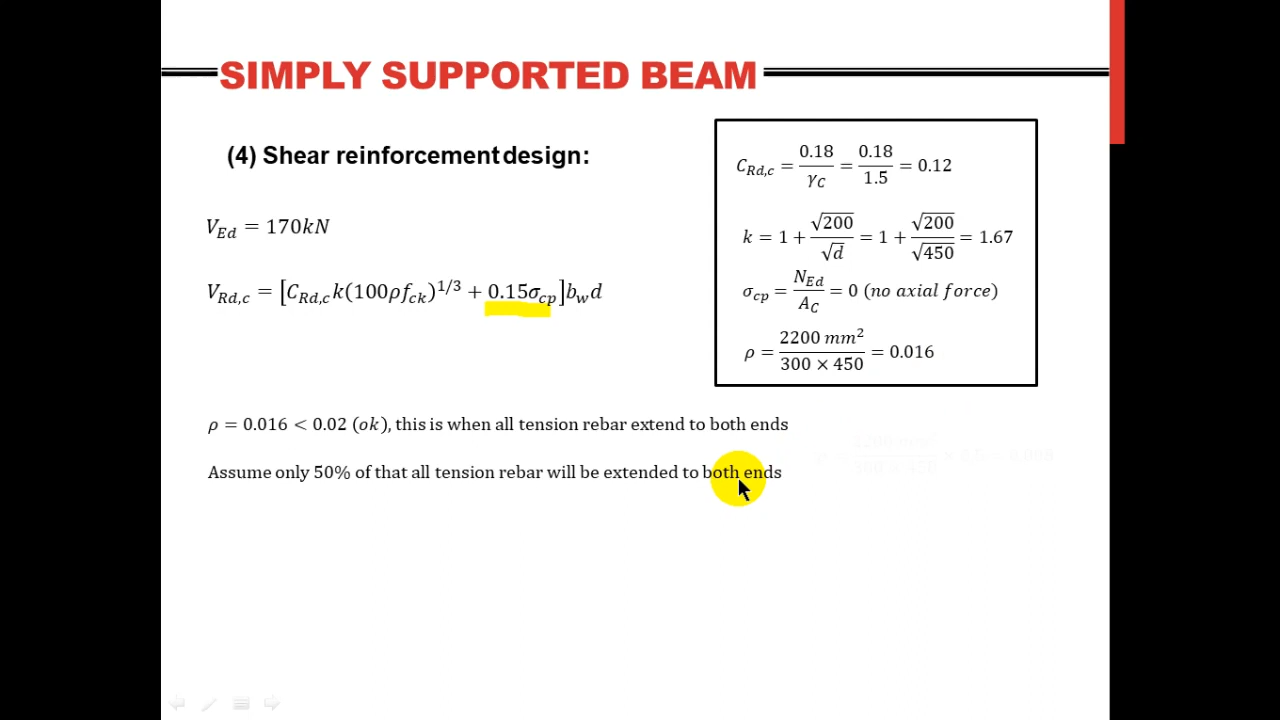 SIMPLY SUPPORTED BEAM
(4) Shear reinforcement design:
V_Ed = 170kN
V_Rd,c = [C_Rd,c k(100ρf_ck)^1/3 + 0.15σ_cp]b_w d
C_Rd,c = 0.18/γ_C = 0.18/1.5 = 0.12
k = 1 + √200/√d = 1 + √200/√450 = 1.67
σ_cp = N_Ed/A_C = 0 (no axial force)
ρ = 2200 mm²/300 × 450 = 0.016
ρ = 0.016 < 0.02 (ok), this is when all tension rebar extend to both ends
Assume only 50% of that all tension rebar will be extended to both ends